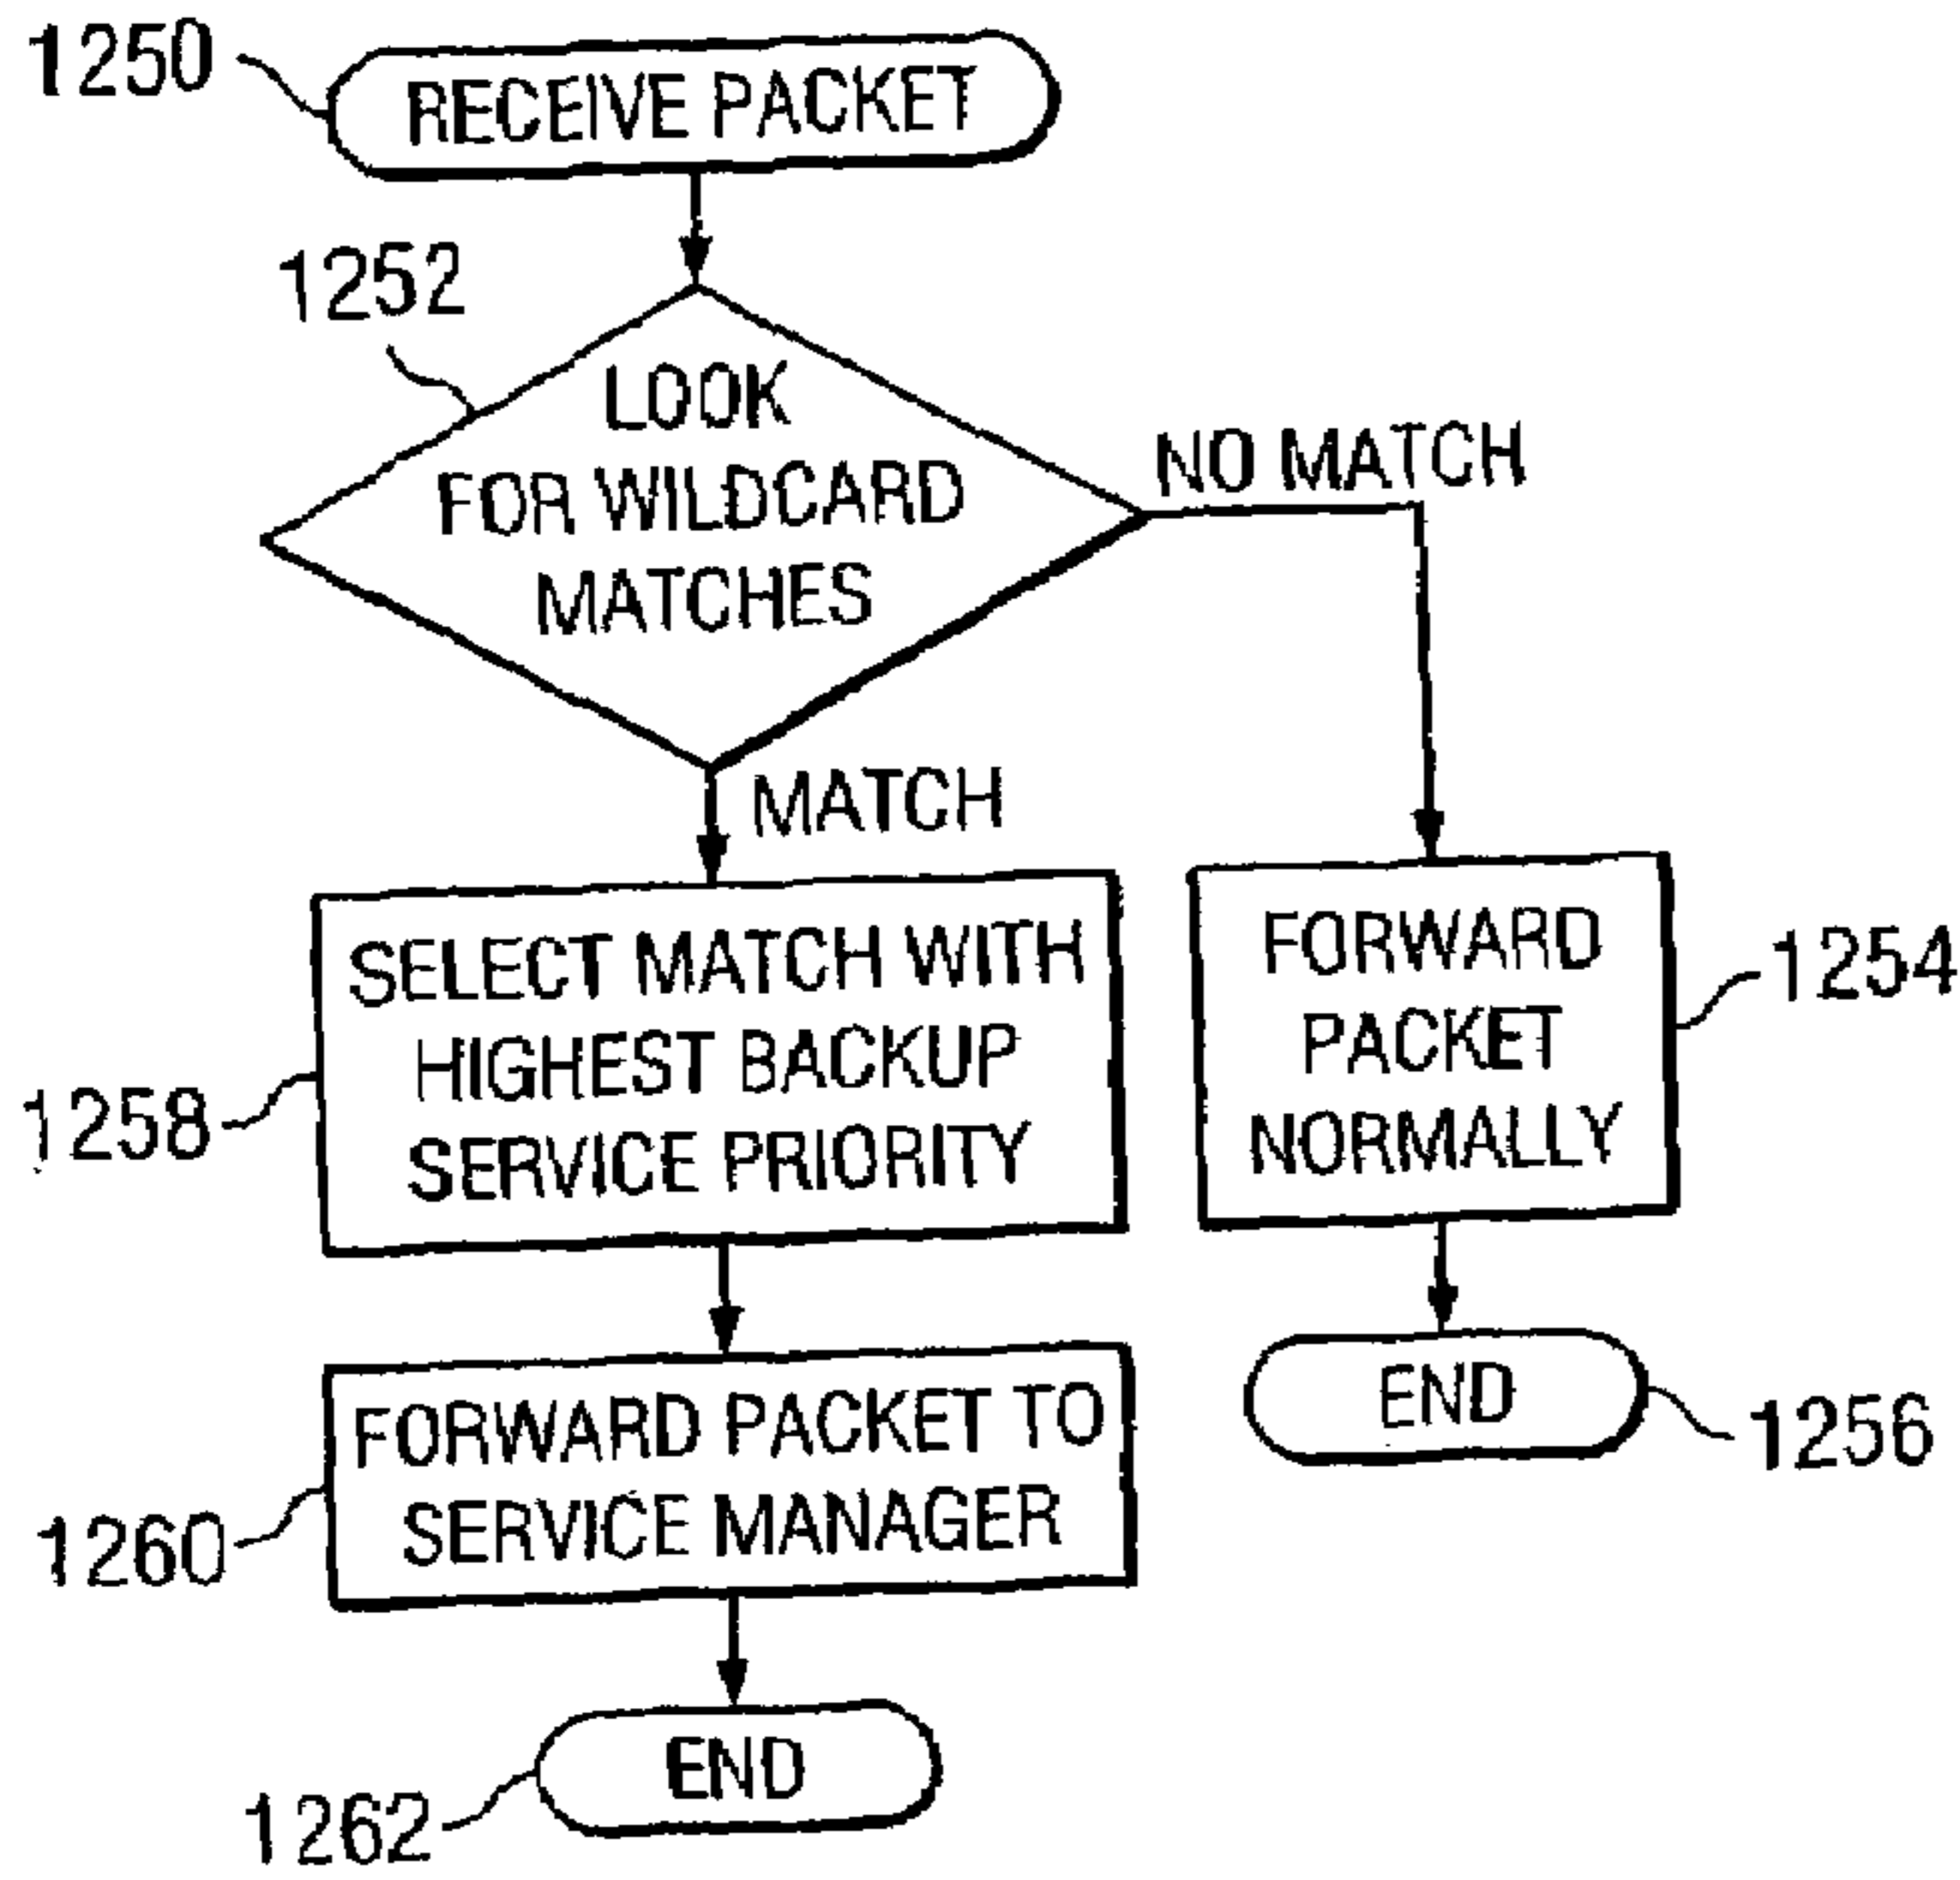 1250
RECEIVE PACKET
1252
LOOK
FOR WILDCARD
MATCHES
NO MATCH
MATCH
SELECT MATCH WITH
HIGHEST BACKUP
SERVICE PRIORITY
1258
FORWARD
PACKET
NORMALLY
1254
FORWARD PACKET TO
SERVICE MANAGER
1260
END
1256
END
1262